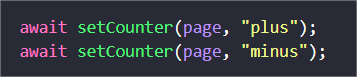 await setCounter(page, "plus");
await setCounter(page, "minus");